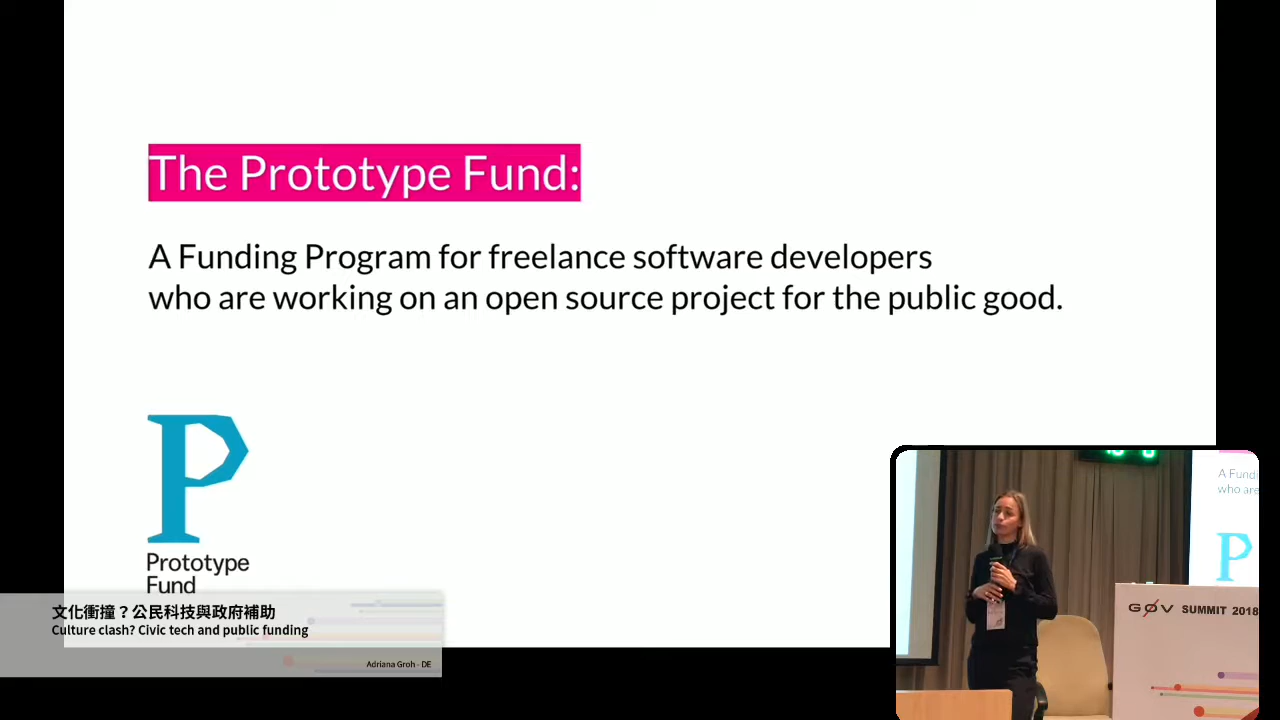 The Prototype Fund:
A Funding Program for freelance software developers
who are working on an open source project for the public good.
P
Prototype
Fund
文化衝撞？公民科技與政府補助
Culture clash? Civic tech and public funding
Adriana Groh - DE
A Fundi
who are
P
GØV SUMMIT 2018